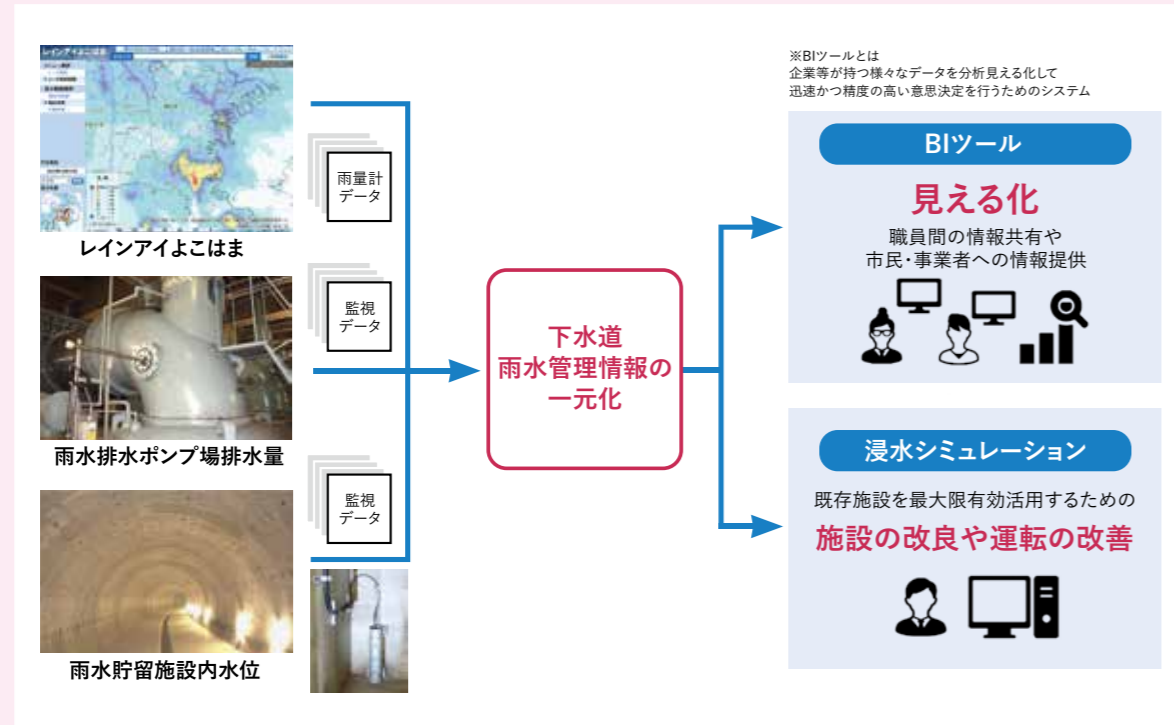 レインアイよこはま
レインアイよこはま
雨量計
データ
監視
データ
雨水排水ポンプ場排水量
監視
データ
雨水貯留施設内水位
下水道
雨水管理情報の
一元化
※BIツールとは
企業等が持つ様々なデータを分析見える化して
迅速かつ精度の高い意思決定を行うためのシステム
BIツール
見える化
職員間の情報共有や
市民・事業者への情報提供
浸水シミュレーション
既存施設を最大限有効活用するための
施設の改良や運転の改善